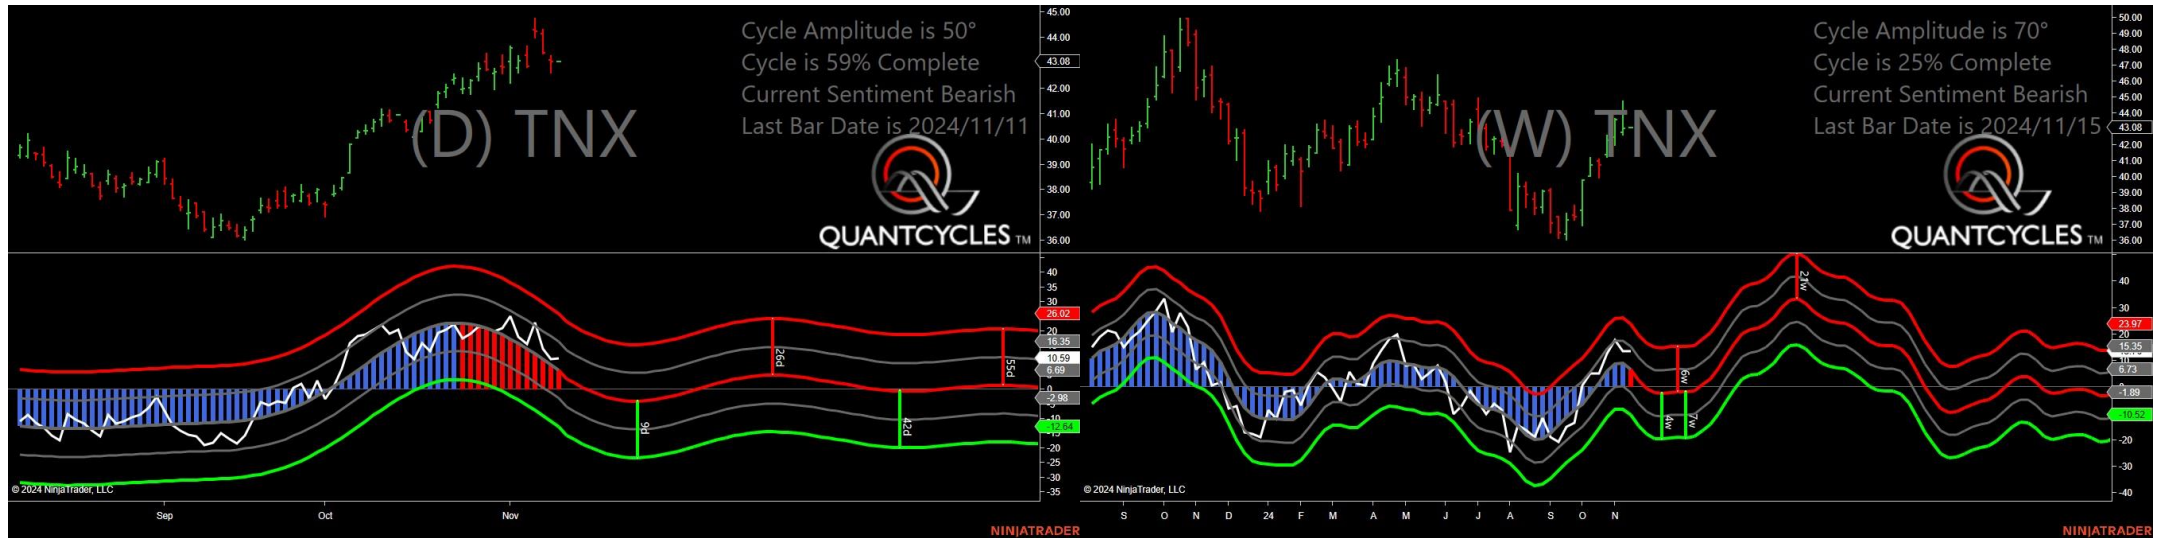 Cycle Amplitude is 50°
Cycle is 59% Complete
Current Sentiment Bearish
Last Bar Date is 2024/11/11
(D) TNX
QUANTCYCLES TM
45.00
44.00
43.08
42.00
41.00
40.00
39.00
38.00
37.00
36.00
40
35
30
26.02
20
16.35
10.59
6.69
0
-2.98
-12.64
-15
-20
-25
-30
-35
9d
26d
42d
55d
© 2024 NinjaTrader, LLC
Sep Oct Nov
NINJATRADER
Cycle Amplitude is 70°
Cycle is 25% Complete
Current Sentiment Bearish
Last Bar Date is 2024/11/15
(W) TNX
QUANTCYCLES TM
50.00
49.00
48.00
47.00
46.00
45.00
44.00
43.08
42.00
41.00
40.00
39.00
38.00
37.00
36.00
40
30
23.97
20
15.35
10
6.73
-1.89
-10.52
-20
-30
-40
4w
6w
7w
21w
© 2024 NinjaTrader, LLC
S O N D 24 F M A M J J A S O N
NINJATRADER